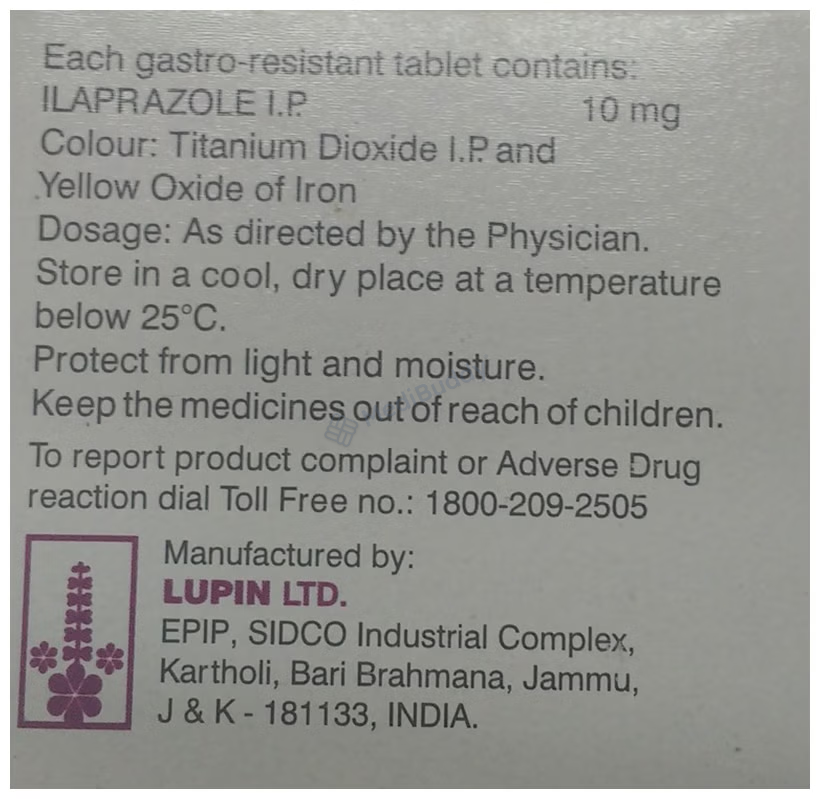 Each gastro-resistant tablet contains:
ILAPRAZOLE I.P. 10 mg
Colour: Titanium Dioxide I.P. and
Yellow Oxide of Iron
Dosage: As directed by the Physician.
Store in a cool, dry place at a temperature
below 25°C.
Protect from light and moisture.
Keep the medicines out of reach of children.
To report product complaint or Adverse Drug
reaction dial Toll Free no.: 1800-209-2505
Manufactured by:
LUPIN LTD.
EPIP, SIDCO Industrial Complex,
Kartholi, Bari Brahmana, Jammu,
J & K - 181133, INDIA.